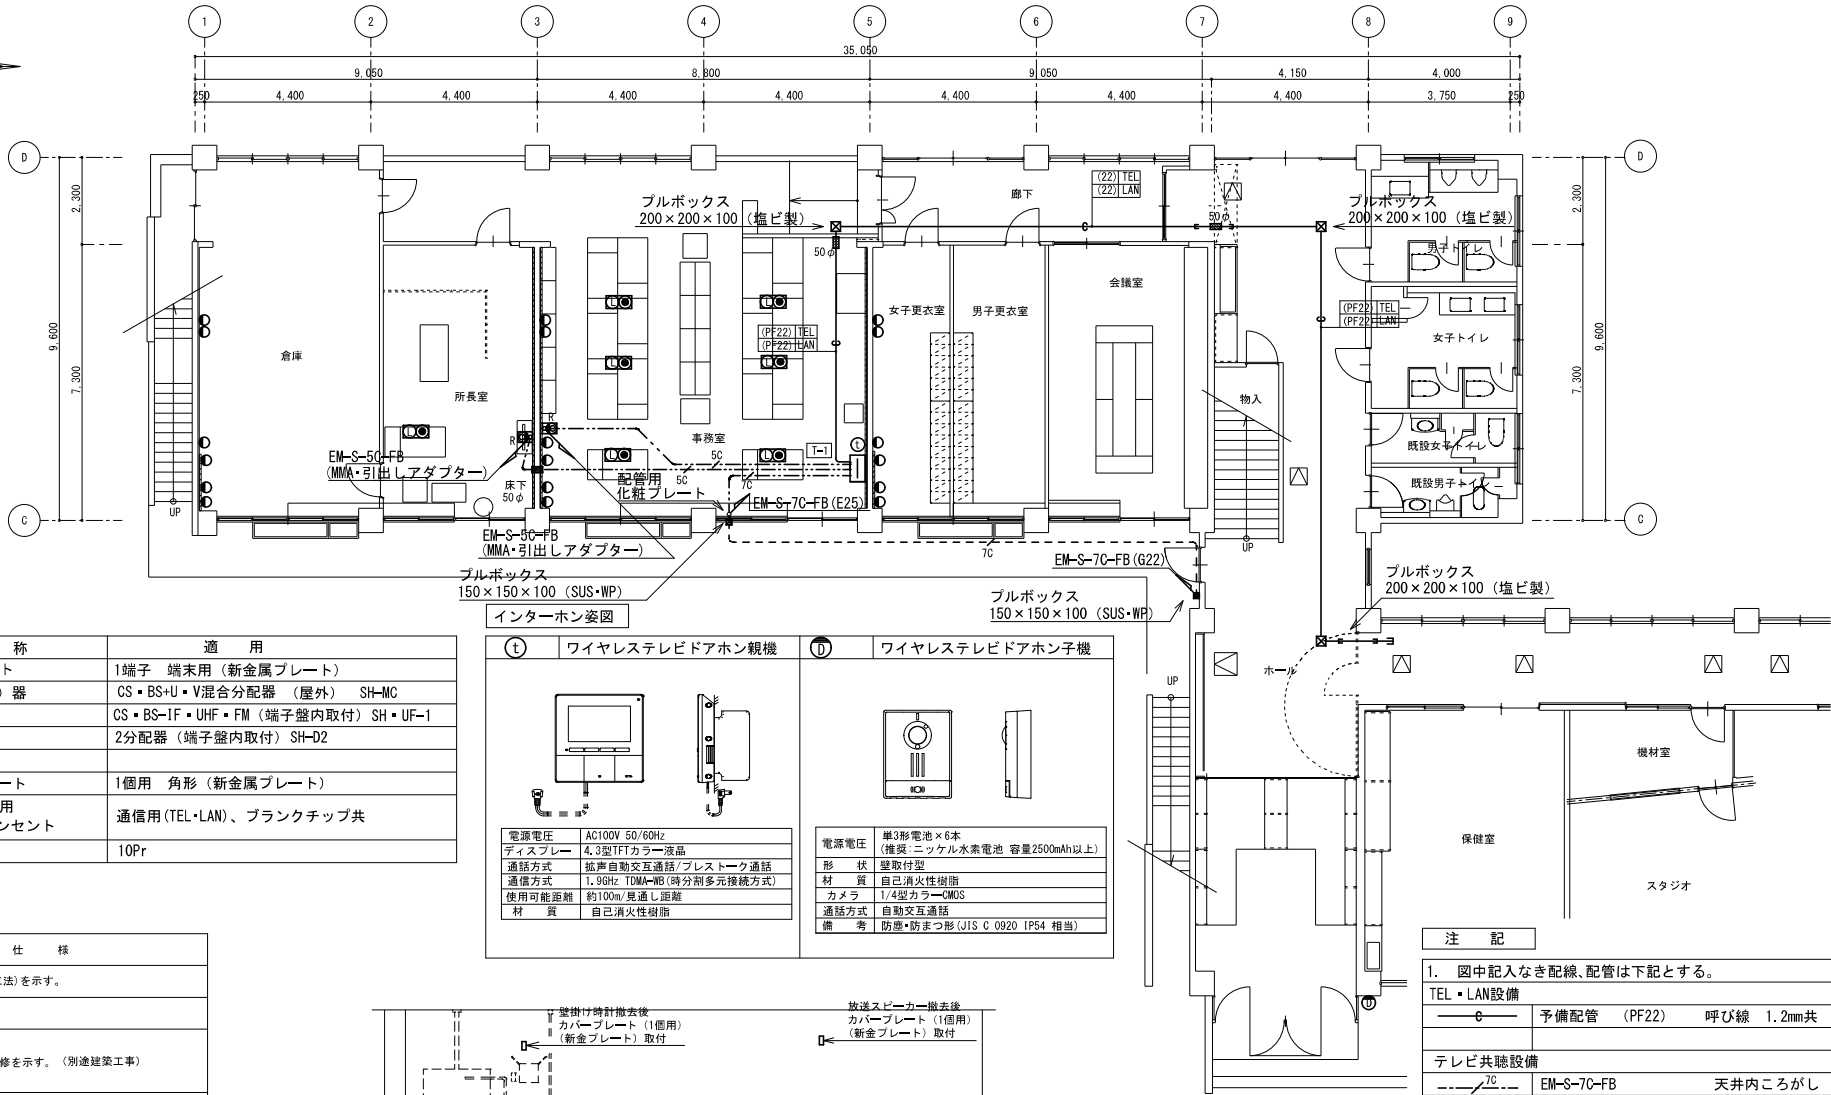 1 2 3 4 5 6 7 8 9
35,050
9,050 8,800 9,050 4,150 4,000
250 4,400 4,400 4,400 4,400 4,400 4,400 4,400 3,750 250
D
D
2,300
7,300
9,600
2,300
7,300
9,600
C
C
プルボックス
200×200×100（塩ビ製）
廊下
(22) TEL
(22) LAN
50φ
プルボックス
200×200×100（塩ビ製）
50φ
男子トイレ
倉庫
所長室
事務室
女子更衣室
男子更衣室
会議室
(PF22) TEL
(PF22) LAN
(PF22) TEL
(PF22) LAN
女子トイレ
物入
既設女子トイレ
既設男子トイレ
R
R
T-1
t
5C
5C
7C
EM-S-5C-FB
(MMA・引出しアダプター)
床下
50φ
配管用
化粧プレート
EM-S-7C-FB(E25)
UP
UP
EM-S-5C-FB
(MMA・引出しアダプター)
7C
EM-S-7C-FB(G22)
プルボックス
150×150×100（SUS・WP）
プルボックス
150×150×100（SUS・WP）
プルボックス
200×200×100（塩ビ製）
インターホン姿図
t ワイヤレステレビドアホン親機
D ワイヤレステレビドアホン子機
電源電圧 AC100V 50/60Hz
ディスプレー 4.3型TFTカラー液晶
通話方式 拡声自動交互通話/プレストーク通話
通信方式 1.9GHz TDMA-WB(時分割多元接続方式)
使用可能距離 約100m/見通し距離
材 質 自己消火性樹脂
電源電圧 単3形電池×6本
(推奨:ニッケル水素電池 容量2500mAh以上)
形 状 壁取付型
材 質 自己消火性樹脂
カメラ 1/4型カラーCMOS
通話方式 自動交互通話
備 考 防塵・防まつ形(JIS C 0920 IP54 相当)
称 適 用
ト 1端子 端末用（新金属プレート）
）器 CS・BS+U・V混合分配器 （屋外） SH-MC
CS・BS-IF・UHF・FM（端子盤内取付）SH・UF-1
2分配器（端子盤内取付）SH-D2
ート 1個用 角形（新金属プレート）
用
ンセント 通信用(TEL・LAN)、ブランクチップ共
10Pr
仕 様
法)を示す。
修を示す。（別途建築工事）
壁掛け時計撤去後
カバープレート（1個用）
（新金プレート）取付
放送スピーカー撤去後
カバープレート（1個用）
（新金プレート）取付
UP
ホール
機材室
保健室
スタジオ
D
注 記
1. 図中記入なき配線、配管は下記とする。
TEL・LAN設備
予備配管 （PF22） 呼び線 1.2mm共
テレビ共聴設備
7C EM-S-7C-FB 天井内ころがし